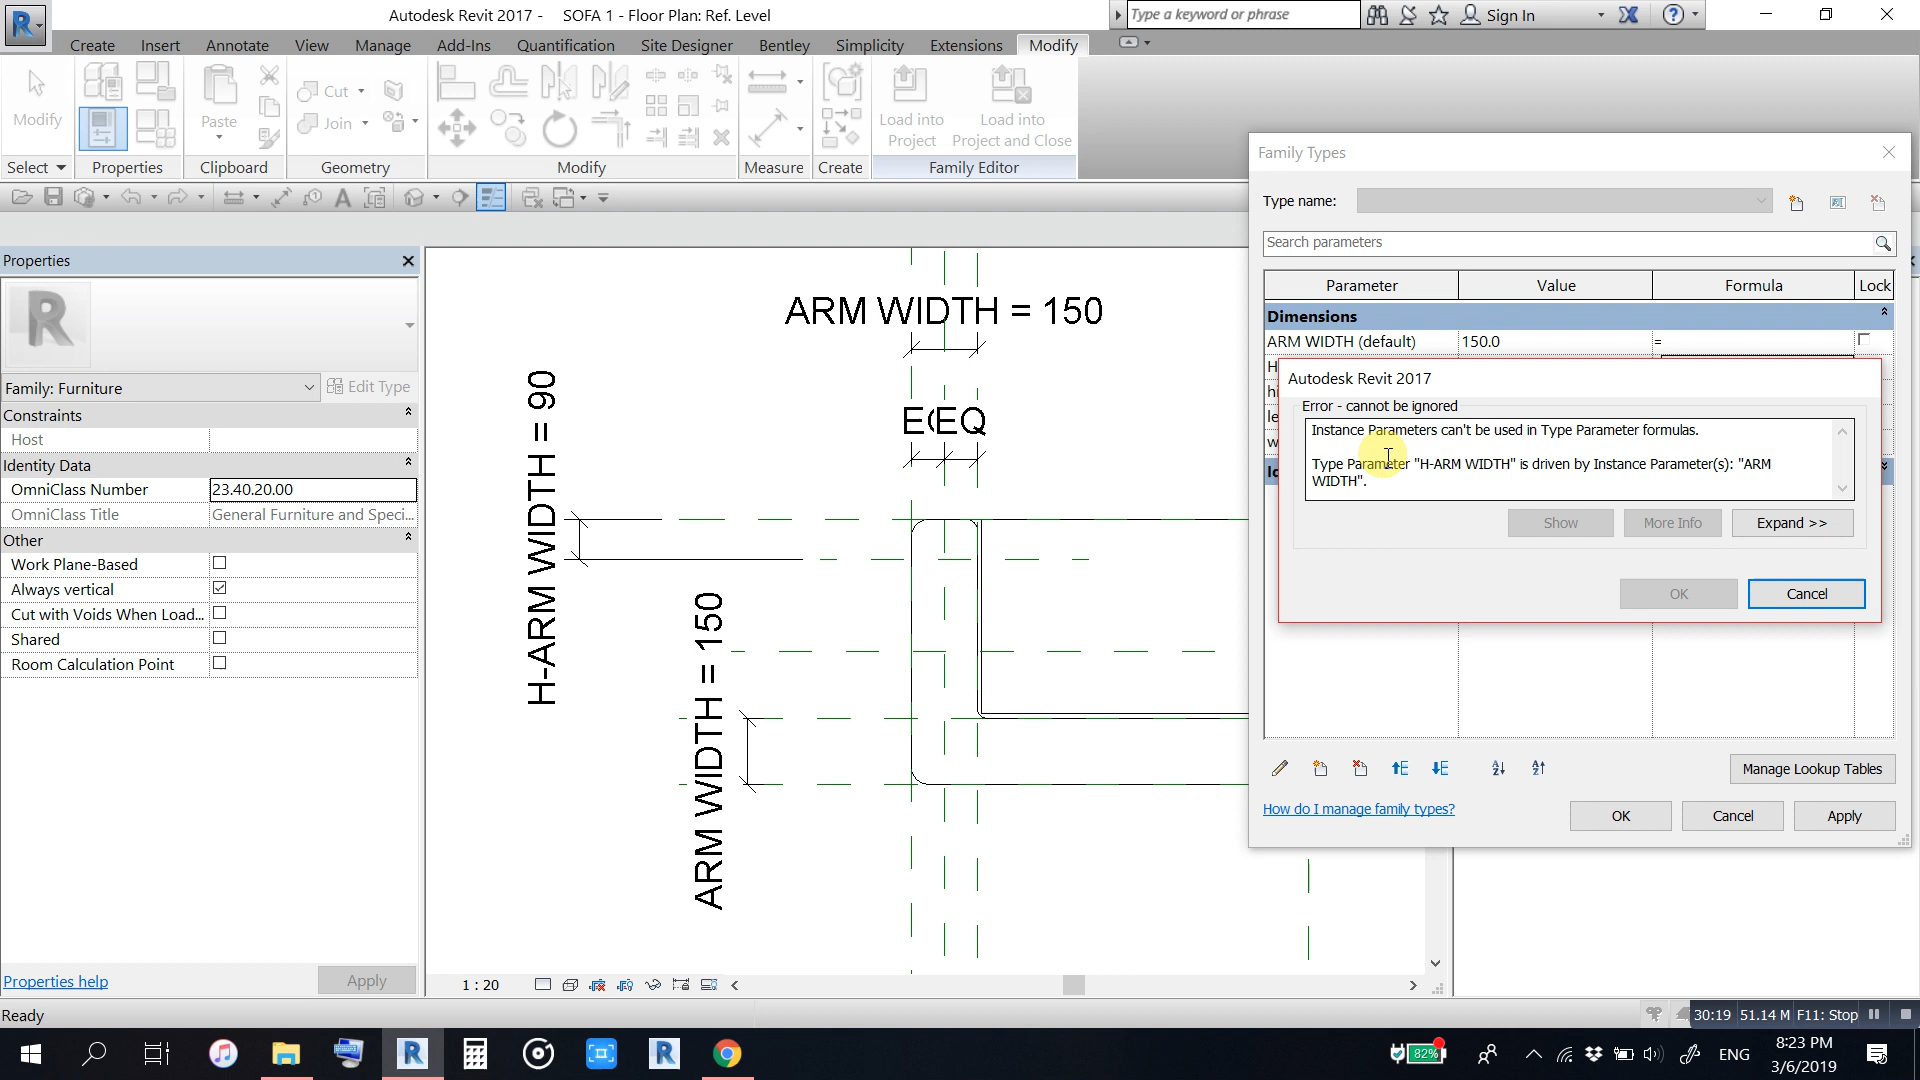 Autodesk Revit 2017 - SOFA 1 - Floor Plan: Ref. Level
Type a keyword or phrase
Sign In
Create Insert Annotate View Manage Add-Ins Quantification Site Designer Bentley Simplicity Extensions Modify
Modify
Paste
Cut
Join
Load into
Project
Load into
Project and Close
Select Properties Clipboard Geometry Modify Measure Create Family Editor
Properties
Family: Furniture
Edit Type
Constraints
Host
Identity Data
OmniClass Number 23.40.20.00
OmniClass Title General Furniture and Speci...
Other
Work Plane-Based
Always vertical
Cut with Voids When Load...
Shared
Room Calculation Point
Properties help
Apply
ARM WIDTH = 150
EQ
H-ARM WIDTH = 90
ARM WIDTH = 150
1 : 20
Family Types
Type name:
Search parameters
Parameter Value Formula Lock
Dimensions
ARM WIDTH (default) 150.0 =
H
hi
le
w
Id
Autodesk Revit 2017
Error - cannot be ignored
Instance Parameters can't be used in Type Parameter formulas.
Type Parameter "H-ARM WIDTH" is driven by Instance Parameter(s): "ARM
WIDTH".
Show More Info Expand >>
OK Cancel
Manage Lookup Tables
How do I manage family types?
OK Cancel Apply
Ready
30:19 51.14 M F11: Stop
82%
ENG
8:23 PM
3/6/2019